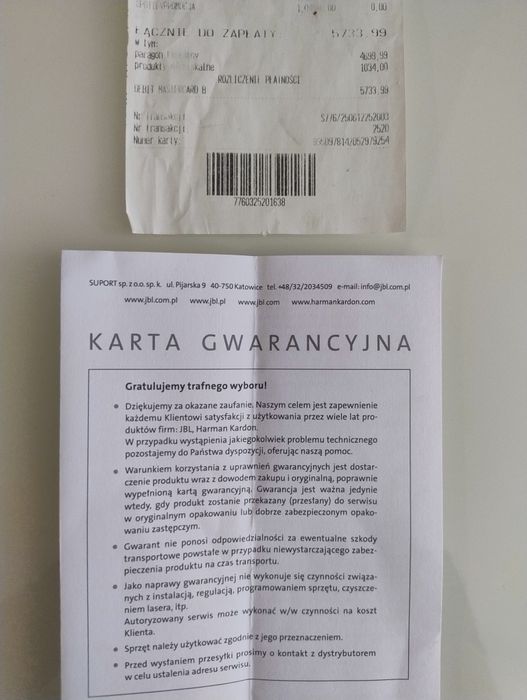 ŁĄCZNIE DO ZAPŁATY: 5733,99
W tym:
paragon 4699,99
produkty 1034,00
ROZLICZENIE PŁATNOŚCI
DEBIT MASTERCARD B 5733,99
Nr transakcji
Nr transakcji: 7520
Numer karty:
7760325201638
SUPORT sp. z o.o. sp. k. ul. Pijarska 9 40-750 Katowice tel. +48/32/2034509 e-mail: info@jbl.com.pl
www.jbl.com.pl www.jbl.pl www.jbl.com www.harmankardon.com
KARTA GWARANCYJNA
Gratulujemy trafnego wyboru!
• Dziękujemy za okazane zaufanie. Naszym celem jest zapewnienie
każdemu Klientowi satysfakcji z użytkowania przez wiele lat pro-
duktów firm: JBL, Harman Kardon.
W przypadku wystąpienia jakiegokolwiek problemu technicznego
pozostajemy do Państwa dyspozycji, oferując naszą pomoc.
• Warunkiem korzystania z uprawnień gwarancyjnych jest dostar-
czenie produktu wraz z dowodem zakupu i oryginalną, poprawnie
wypełnioną kartą gwarancyjną. Gwarancja jest ważna jedynie
wtedy, gdy produkt zostanie przekazany (przesłany) do serwisu
w oryginalnym opakowaniu lub dobrze zabezpieczonym opako-
waniu zastępczym.
• Gwarant nie ponosi odpowiedzialności za ewentualne szkody
transportowe powstałe w przypadku niewystarczającego zabez-
pieczenia produktu na czas transportu.
• Jako naprawy gwarancyjnej nie wykonuje się czynności związa-
nych z instalacją, regulacją, programowaniem sprzętu, czyszcze-
niem lasera, itp.
Autoryzowany serwis może wykonać w/w czynności na koszt
Klienta.
• Sprzęt należy użytkować zgodnie z jego przeznaczeniem.
• Przed wysłaniem przesyłki prosimy o kontakt z dystrybutorem
w celu ustalenia adresu serwisu.